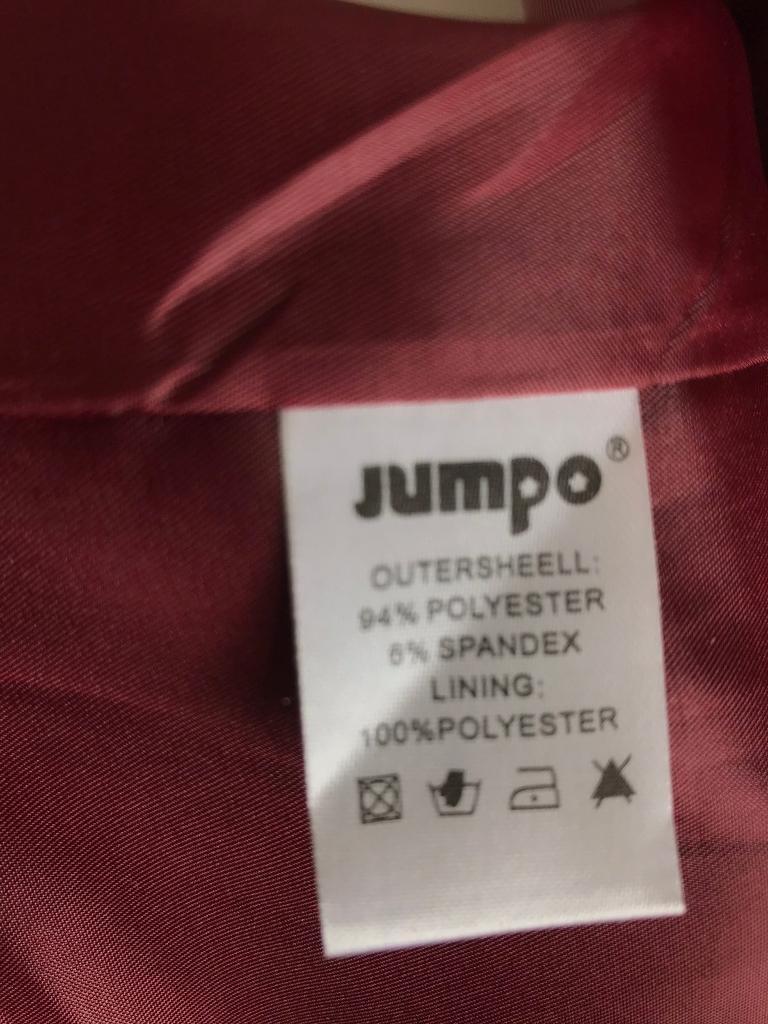 Jumpo®
OUTERSHEELL:
94% POLYESTER
6% SPANDEX
LINING:
100%POLYESTER